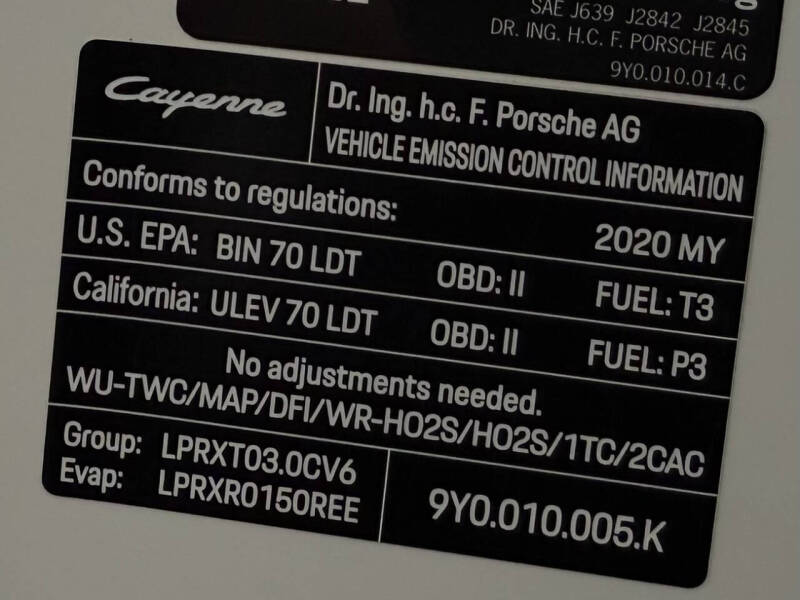 SAE J639 J2842 J2845
DR. ING. H.C. F. PORSCHE AG
9Y0.010.014.C
Cayenne
Dr. Ing. h.c. F. Porsche AG
VEHICLE EMISSION CONTROL INFORMATION
Conforms to regulations:
2020 MY
U.S. EPA: BIN 70 LDT OBD: II FUEL: T3
California: ULEV 70 LDT OBD: II FUEL: P3
No adjustments needed.
WU-TWC/MAP/DFI/WR-HO2S/HO2S/1TC/2CAC
Group: LPRXT03.0CV6
Evap: LPRXR0150REE
9Y0.010.005.K